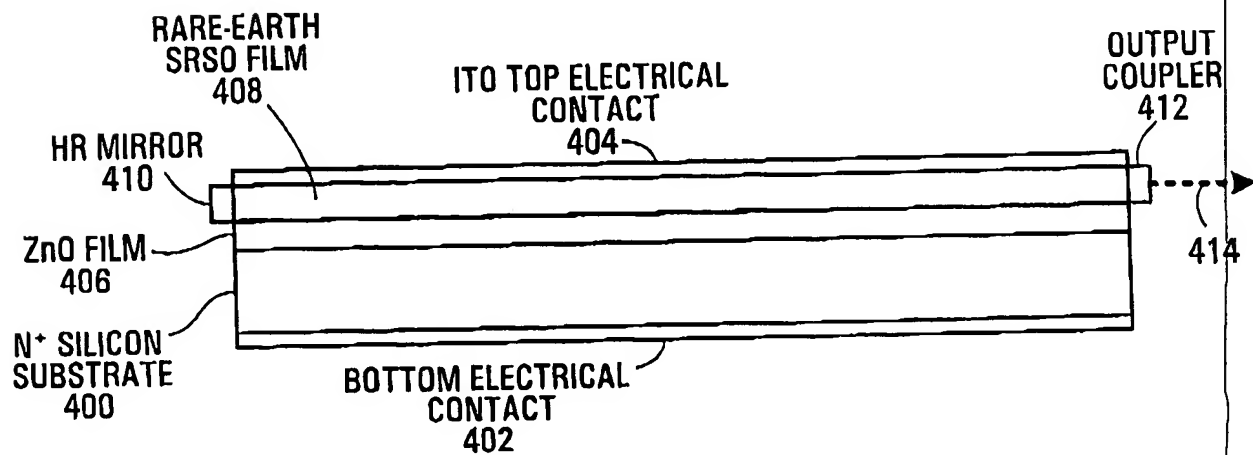 RARE-EARTH
SRSO FILM
408
ITO TOP ELECTRICAL
CONTACT
404
OUTPUT
COUPLER
412
HR MIRROR
410
414
ZnO FILM
406
N+ SILICON
SUBSTRATE
400
BOTTOM ELECTRICAL
CONTACT
402